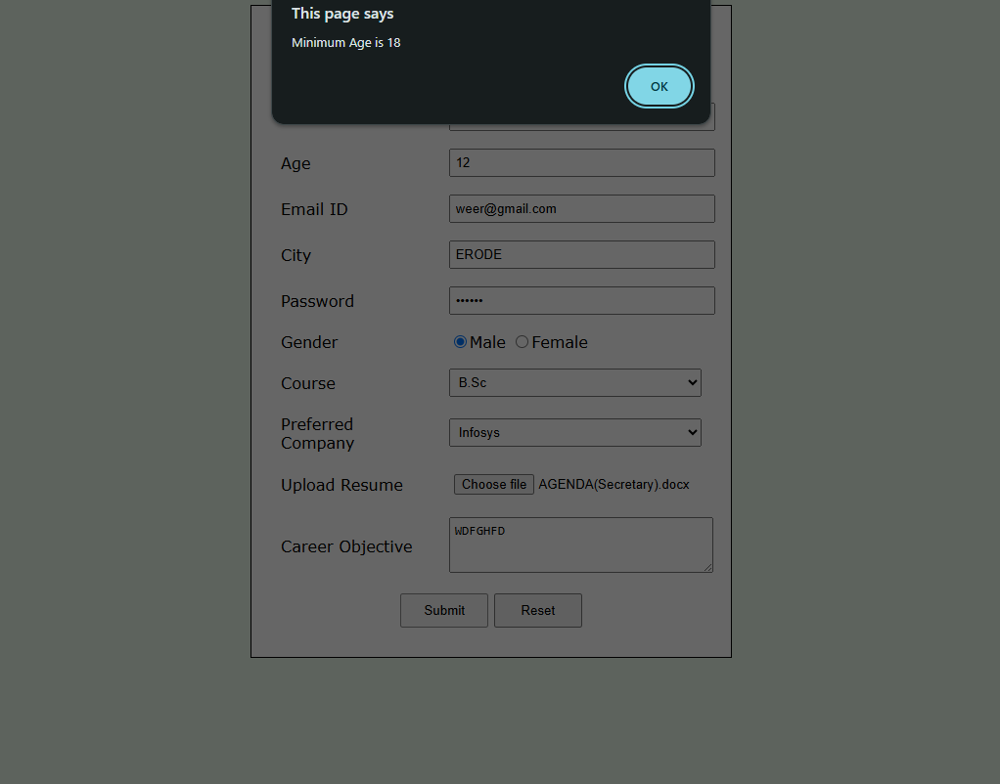 This page says
Minimum Age is 18
OK
Age 12
Email ID weer@gmail.com
City ERODE
Password ••••••
Gender Male Female
Course B.Sc
Preferred
Company Infosys
Upload Resume Choose file AGENDA(Secretary).docx
Career Objective WDFGHFD
Submit Reset